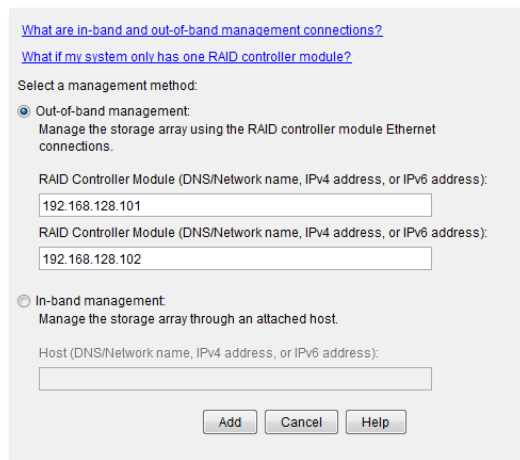 What are in-band and out-of-band management connections?
What if my system only has one RAID controller module?
Select a management method:
Out-of-band management:
Manage the storage array using the RAID controller module Ethernet
connections.
RAID Controller Module (DNS/Network name, IPv4 address, or IPv6 address):
192.168.128.101
RAID Controller Module (DNS/Network name, IPv4 address, or IPv6 address):
192.168.128.102
In-band management:
Manage the storage array through an attached host.
Host (DNS/Network name, IPv4 address, or IPv6 address):
Add Cancel Help